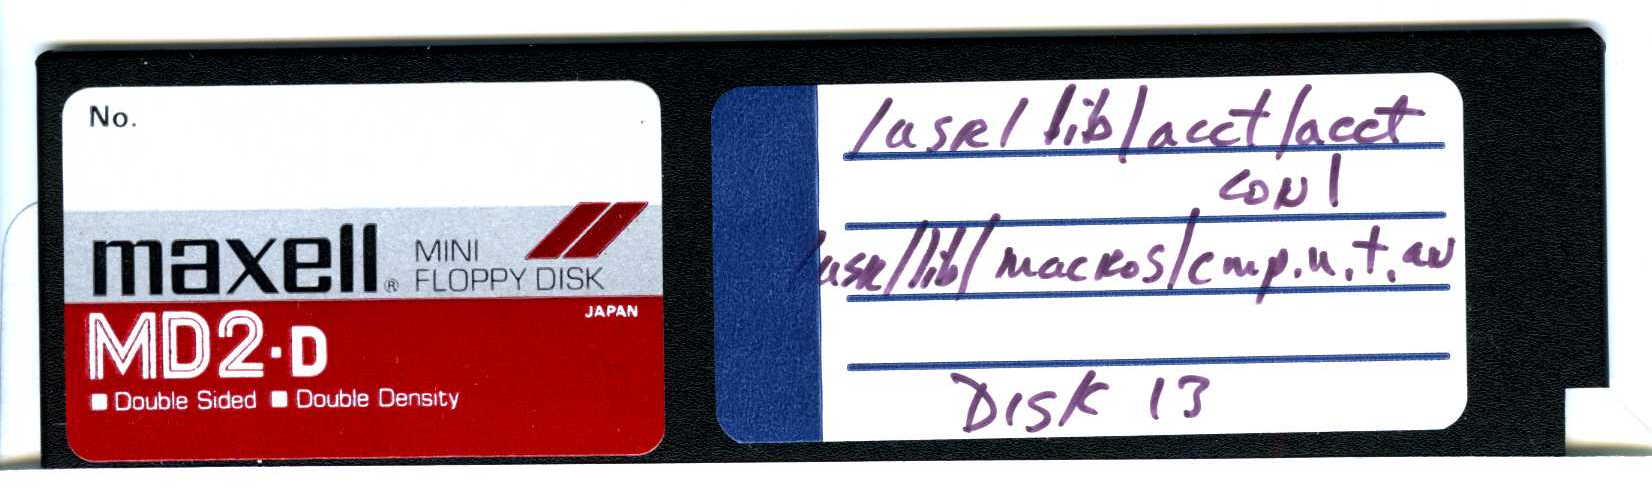 No.
maxell® MINI
FLOPPY DISK
JAPAN
MD2·D
Double Sided Double Density
/usr/lib/acct/acct
con1
/usr/lib/macros/cmp.n.t.an
DISK 13